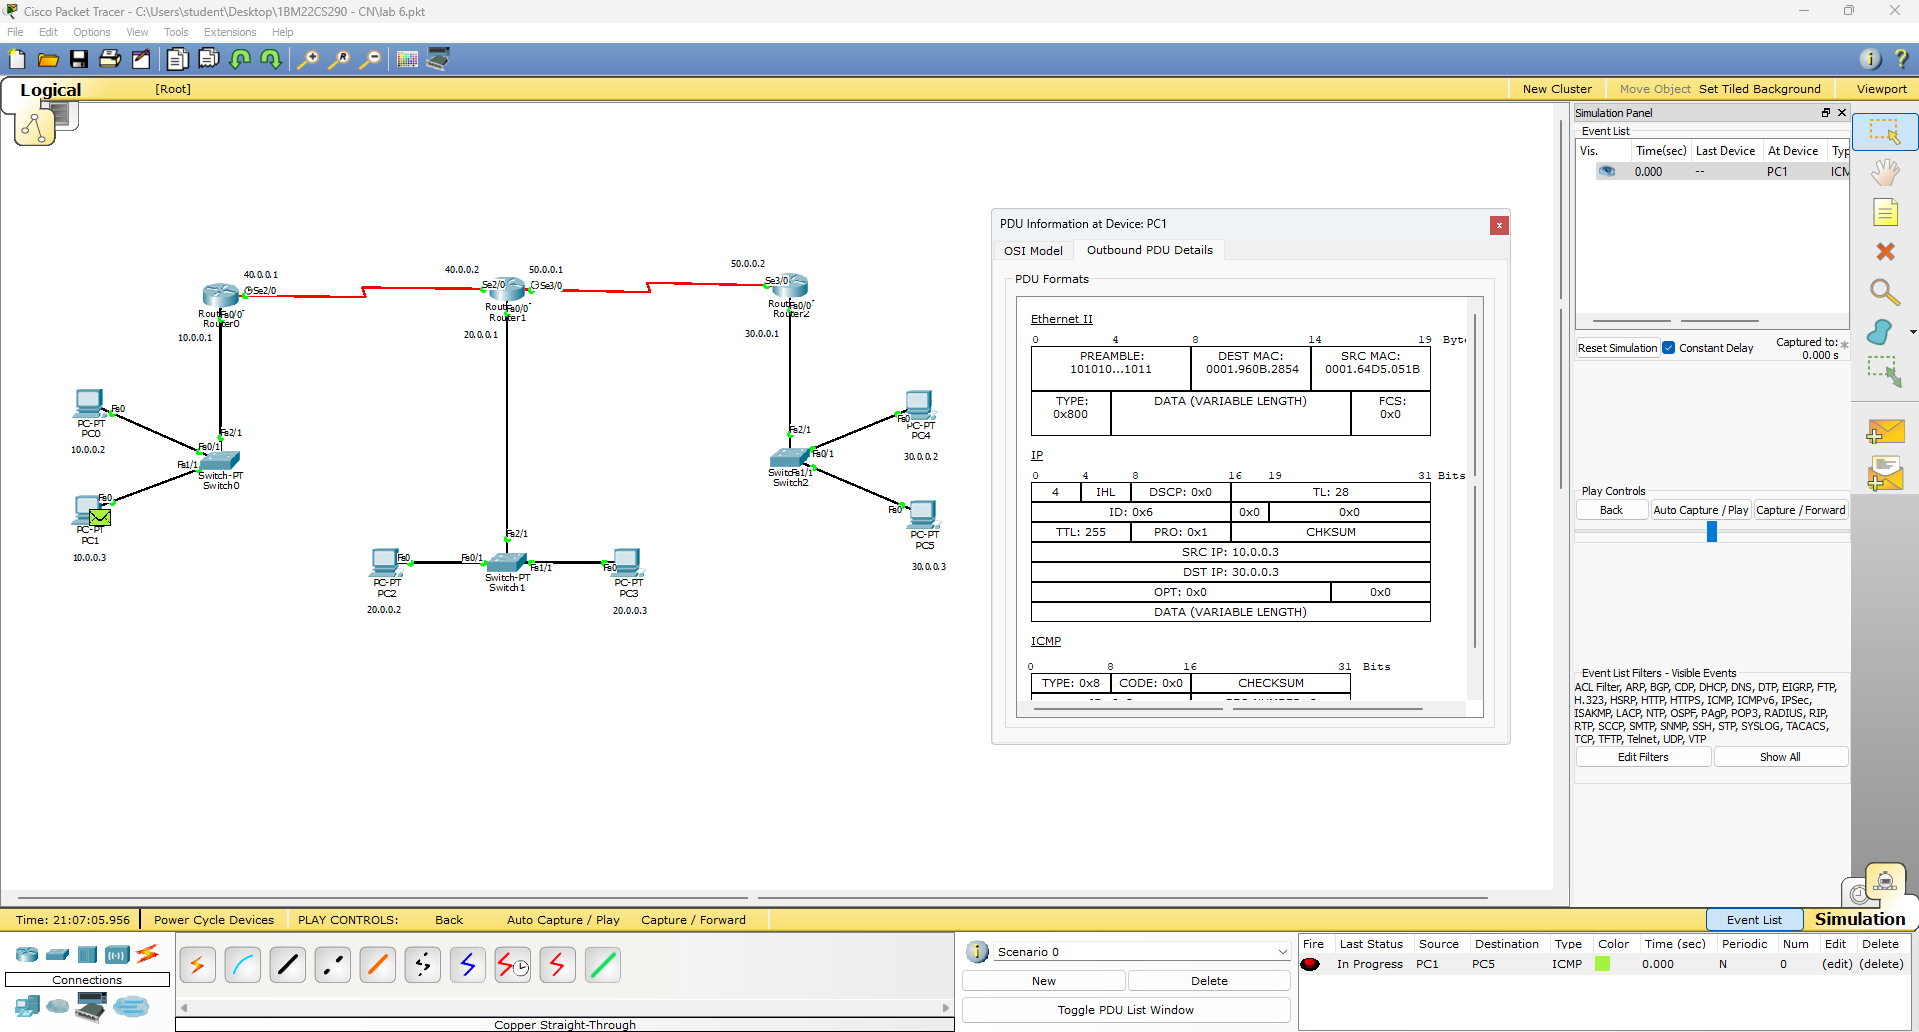 Cisco Packet Tracer - C:\Users\student\Desktop\1BM22CS290 - CN\lab 6.pkt
File Edit Options View Tools Extensions Help
Logical [Root] New Cluster Move Object Set Tiled Background Viewport
40.0.0.1
Se2/0
Fa0/0
Router0
10.0.0.1
40.0.0.2
50.0.0.1
Se2/0
Se3/0
Fa0/0
Router1
20.0.0.1
50.0.0.2
Se3/0
Fa0/0
Router2
30.0.0.1
Fa0
PC-PT
PC0
10.0.0.2
Fa2/1
Fa0/1
Fa1/1
Switch-PT
Switch0
Fa0
PC-PT
PC1
10.0.0.3
Fa2/1
Fa0/1
Fa1/1
Switch-PT
Switch1
Fa0
PC-PT
PC2
20.0.0.2
Fa0
PC-PT
PC3
20.0.0.3
Fa2/1
Fa0/1
Fa1/1
Switch2
Fa0
PC-PT
PC4
30.0.0.2
Fa0
PC-PT
PC5
30.0.0.3
PDU Information at Device: PC1
OSI Model Outbound PDU Details
PDU Formats
Ethernet II
0 4 8 14 19
PREAMBLE: DEST MAC: SRC MAC:
101010...1011 0001.960B.2854 0001.64D5.051B
TYPE: DATA (VARIABLE LENGTH) FCS:
0x800 0x0
IP
0 4 8 16 19 31 Bits
4 IHL DSCP: 0x0 TL: 28
ID: 0x6 0x0 0x0
TTL: 255 PRO: 0x1 CHKSUM
SRC IP: 10.0.0.3
DST IP: 30.0.0.3
OPT: 0x0 0x0
DATA (VARIABLE LENGTH)
ICMP
0 8 16 31 Bits
TYPE: 0x8 CODE: 0x0 CHECKSUM
Simulation Panel
Event List
Vis. Time(sec) Last Device At Device Typ
0.000 -- PC1 ICM
Reset Simulation Constant Delay Captured to: *
0.000 s
Play Controls
Back Auto Capture / Play Capture / Forward
Event List Filters - Visible Events
ACL Filter, ARP, BGP, CDP, DHCP, DNS, DTP, EIGRP, FTP,
H.323, HSRP, HTTP, HTTPS, ICMP, ICMPv6, IPSec,
ISAKMP, LACP, NTP, OSPF, PAgP, POP3, RADIUS, RIP,
RTP, SCCP, SMTP, SNMP, SSH, STP, SYSLOG, TACACS,
TCP, TFTP, Telnet, UDP, VTP
Edit Filters Show All
Time: 21:07:05.956 Power Cycle Devices PLAY CONTROLS: Back Auto Capture / Play Capture / Forward Event List Simulation
Connections
Copper Straight-Through
Scenario 0
New Delete
Toggle PDU List Window
Fire Last Status Source Destination Type Color Time (sec) Periodic Num Edit Delete
In Progress PC1 PC5 ICMP 0.000 N 0 (edit) (delete)